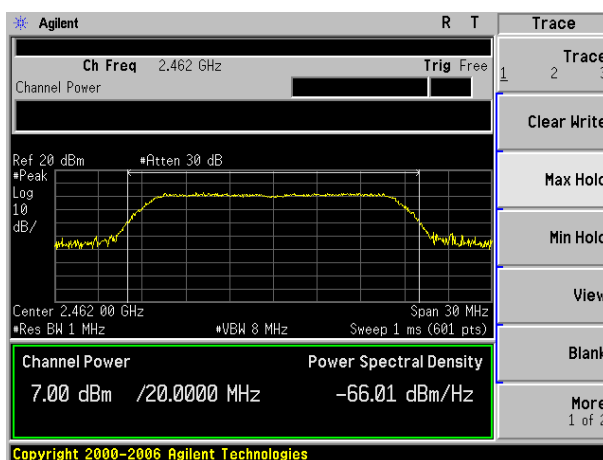 Agilent R T Trace
Ch Freq 2.462 GHz Trig Free
Channel Power
Trace
1 2 3
Clear Write
Max Hold
Min Hold
View
Blank
More
1 of 2
Ref 20 dBm #Atten 30 dB
#Peak
Log
10
dB/
Center 2.462 00 GHz Span 30 MHz
#Res BW 1 MHz #VBW 8 MHz Sweep 1 ms (601 pts)
Channel Power Power Spectral Density
7.00 dBm /20.0000 MHz -66.01 dBm/Hz
Copyright 2000-2006 Agilent Technologies